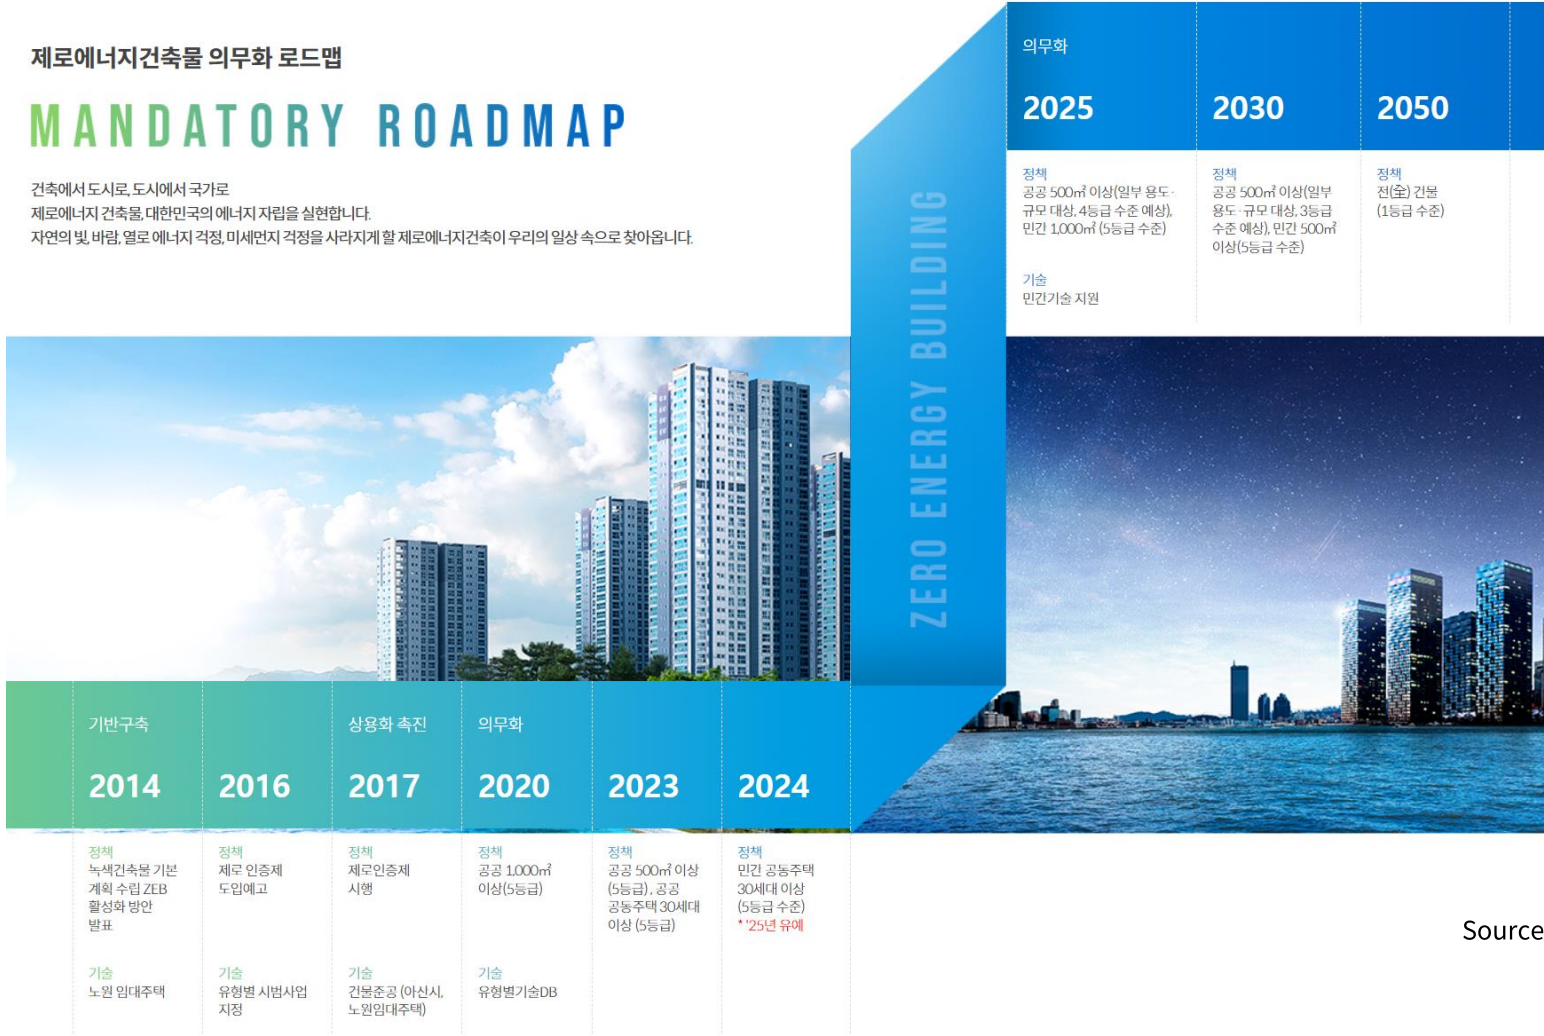 제로에너지건축물 의무화 로드맵
MANDATORY ROADMAP
건축에서 도시로, 도시에서 국가로
제로에너지 건축물, 대한민국의 에너지 자립을 실현합니다.
자연의 빛, 바람, 열로 에너지 걱정, 미세먼지 걱정을 사라지게 할 제로에너지건축이 우리의 일상 속으로 찾아옵니다.
기반구축
2014
정책
녹색건축물 기본
계획 수립 ZEB
활성화 방안
발표
기술
노원 임대주택
2016
정책
제로 인증제
도입예고
기술
유형별 시범사업
지정
상용화 촉진
2017
정책
제로인증제
시행
기술
건물준공 (아산시,
노원임대주택)
의무화
2020
정책
공공 1,000㎡
이상(5등급)
기술
유형별기술DB
2023
정책
공공 500㎡ 이상
(5등급), 공공
공동주택 30세대
이상 (5등급)
2024
정책
민간 공동주택
30세대 이상
(5등급 수준)
* '25년 유예
ZERO ENERGY BUILDING
의무화
2025
정책
공공 500㎡ 이상(일부 용도·
규모 대상, 4등급 수준 예상),
민간 1,000㎡ (5등급 수준)
기술
민간기술 지원
2030
정책
공공 500㎡ 이상(일부
용도·규모 대상, 3등급
수준 예상), 민간 500㎡
이상(5등급 수준)
2050
정책
전(全) 건물
(1등급 수준)
Source